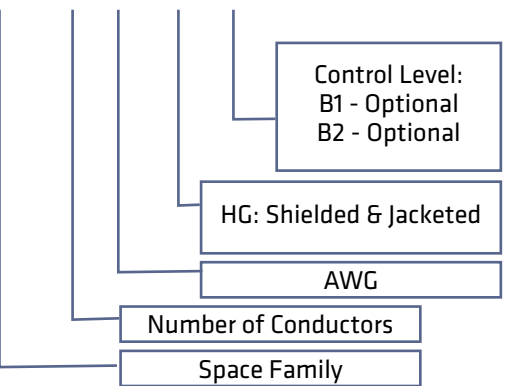 Control Level:
B1 - Optional
B2 - Optional
HG: Shielded & Jacketed
AWG
Number of Conductors
Space Family